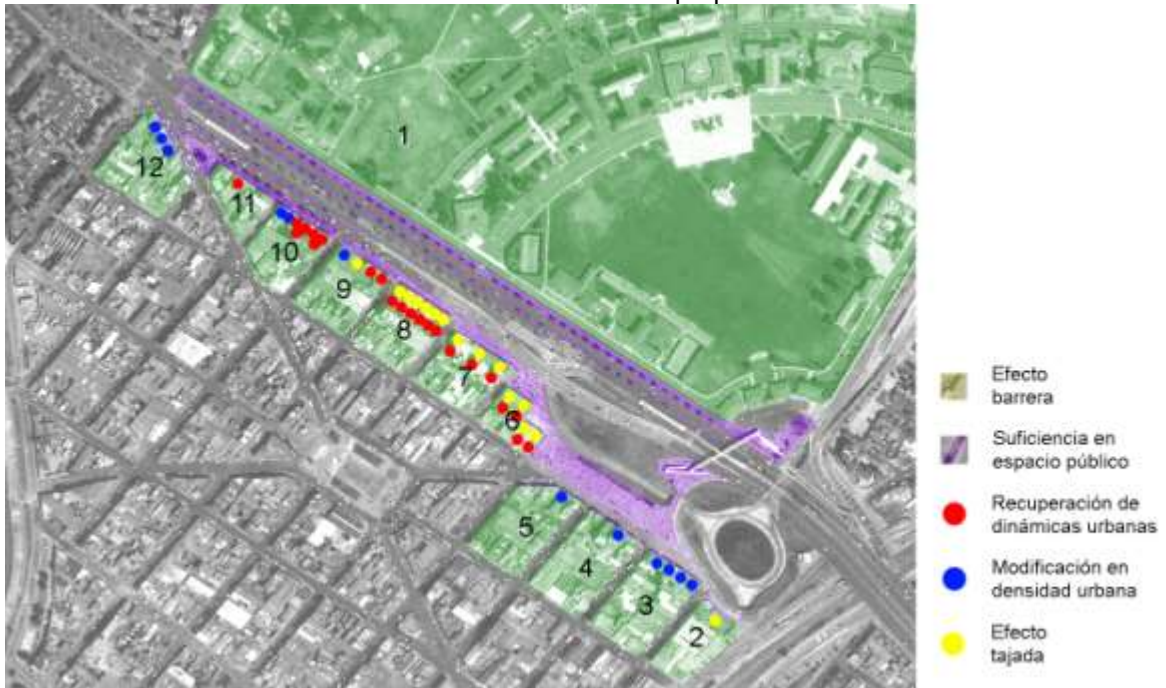 1
12
11
10
9
8
7
6
5
4
3
2
Efecto
barrera
Suficiencia en
espacio público
Recuperación de
dinámicas urbanas
Modificación en
densidad urbana
Efecto
tajada